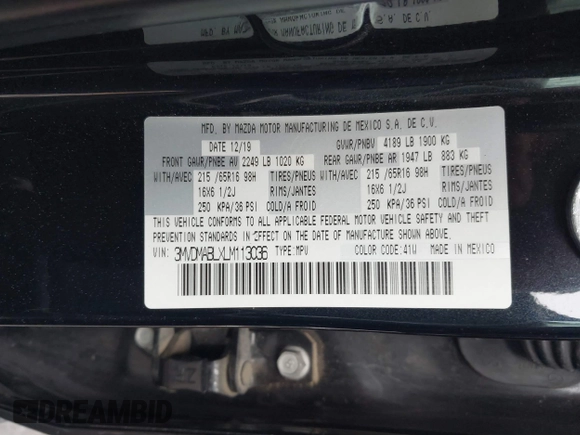 MFD. BY MAZDA MOTOR MANUFACTURING DE MEXICO S.A. DE C.V.
DATE 12/19 GVWR/PNBV 4189 LB 1900 KG
FRONT GAWR/PNBE AV 2249 LB 1020 KG REAR GAWR/PNBE AR 1947 LB 883 KG
WITH/AVEC 215 /65R16 98H TIRES/PNEUS WITH/AVEC 215 /65R16 98H TIRES/PNEUS
16X6 1/2J RIMS/JANTES 16X6 1/2J RIMS/JANTES
250 KPA/36 PSI COLD/A FROID 250 KPA/36 PSI COLD/A FROID
THIS VEHICLE CONFORMS TO ALL APPLICABLE FEDERAL MOTOR VEHICLE SAFETY AND THEFT
PREVENTION STANDARDS IN EFFECT ON THE DATE OF MANUFACTURE SHOWN ABOVE.
VIN: 3MVDMABLXLM113036 TYPE: MPV COLOR CODE: 41W MADE IN MEXICO
DREAMBID